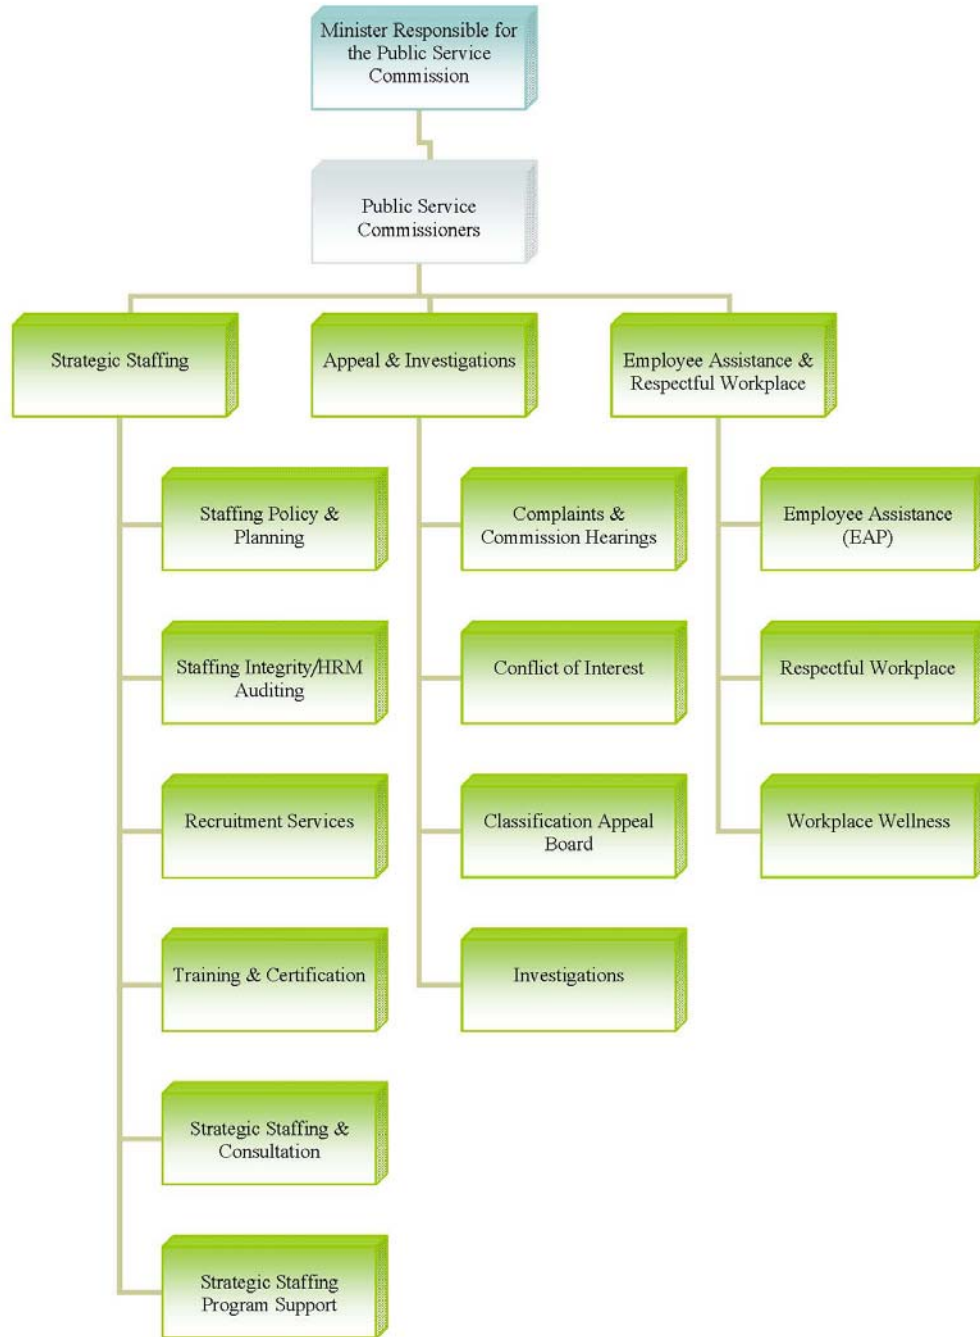 Minister Responsible for
the Public Service
Commission
Public Service
Commissioners
Strategic Staffing
Appeal & Investigations
Employee Assistance &
Respectful Workplace
Staffing Policy &
Planning
Complaints &
Commission Hearings
Employee Assistance
(EAP)
Staffing Integrity/HRM
Auditing
Conflict of Interest
Respectful Workplace
Recruitment Services
Classification Appeal
Board
Workplace Wellness
Training & Certification
Investigations
Strategic Staffing &
Consultation
Strategic Staffing
Program Support